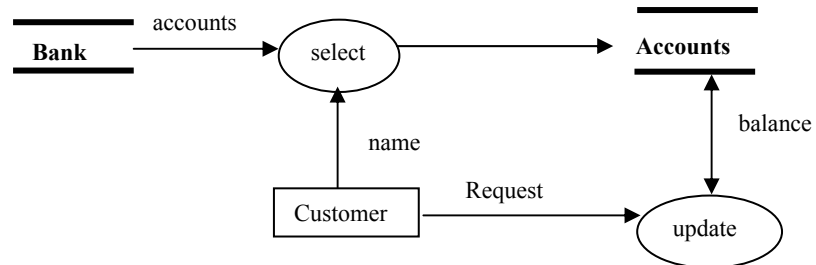 accounts
Bank
select
Accounts
name
balance
Request
Customer
update